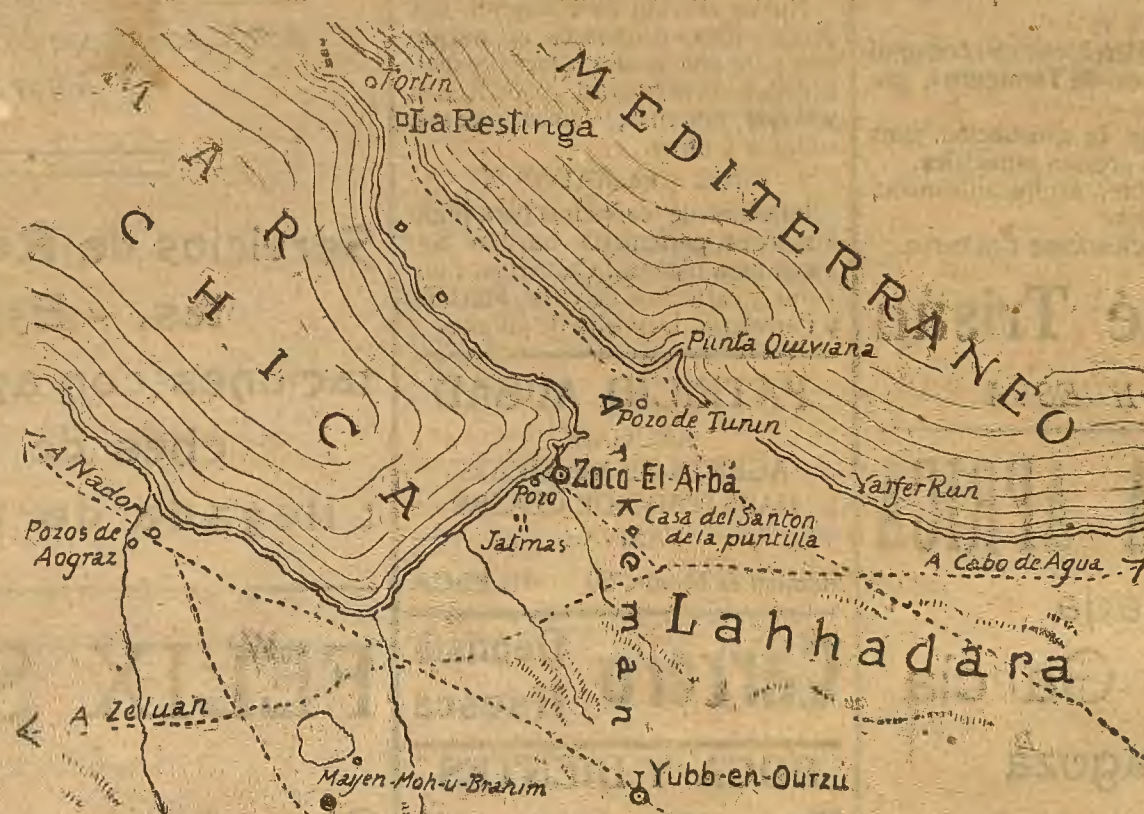 MAR
CHICA
MEDITERRANEO
Fortin
La Restinga
Punta Quiviana
Pozo de Tunin
Zoco-El-Arbá
Pozo
Jatmas
Casa del Santon
de la puntilla
Yarfer Run
A Nador
Pozos de
Aograz
A Cabo de Agua
Lahhadara
A Zeluan
Mayen-Moh-u-Brahim
Yubb-en-Ourzu